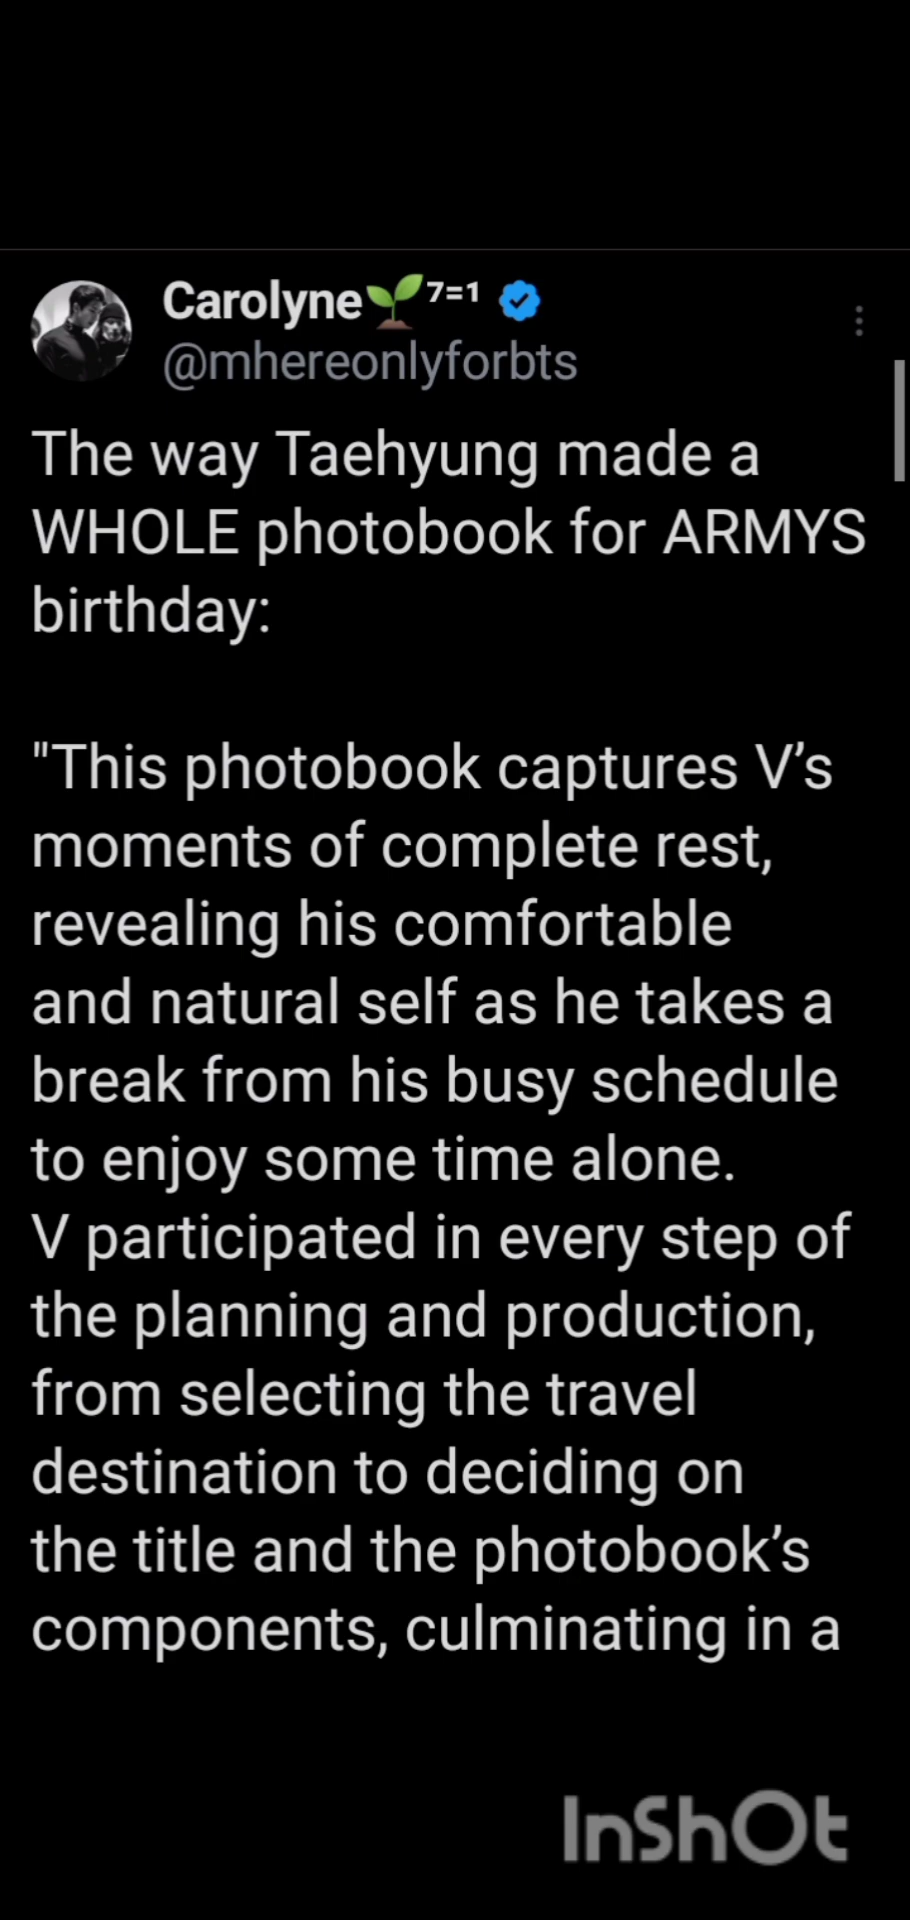 Carolyne🌱⁷⁼¹
@mhereonlyforbts
The way Taehyung made a
WHOLE photobook for ARMYS
birthday:
"This photobook captures V’s
moments of complete rest,
revealing his comfortable
and natural self as he takes a
break from his busy schedule
to enjoy some time alone.
V participated in every step of
the planning and production,
from selecting the travel
destination to deciding on
the title and the photobook’s
components, culminating in a
InShOt